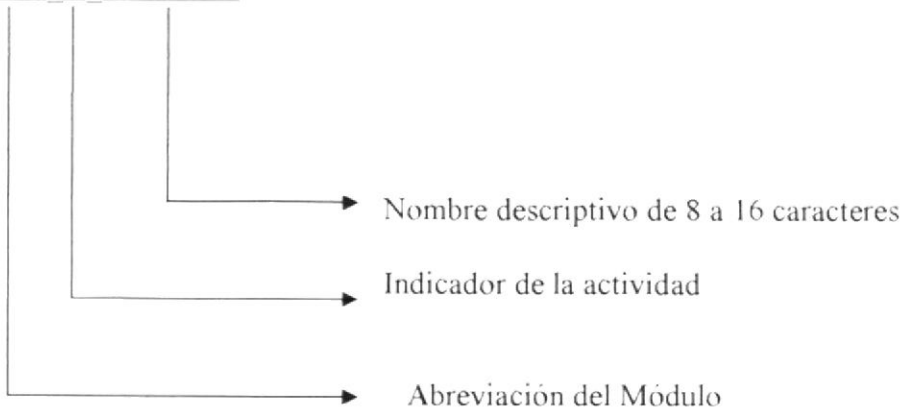 Nombre descriptivo de 8 a 16 caracteres
Indicador de la actividad
Abreviación del Módulo